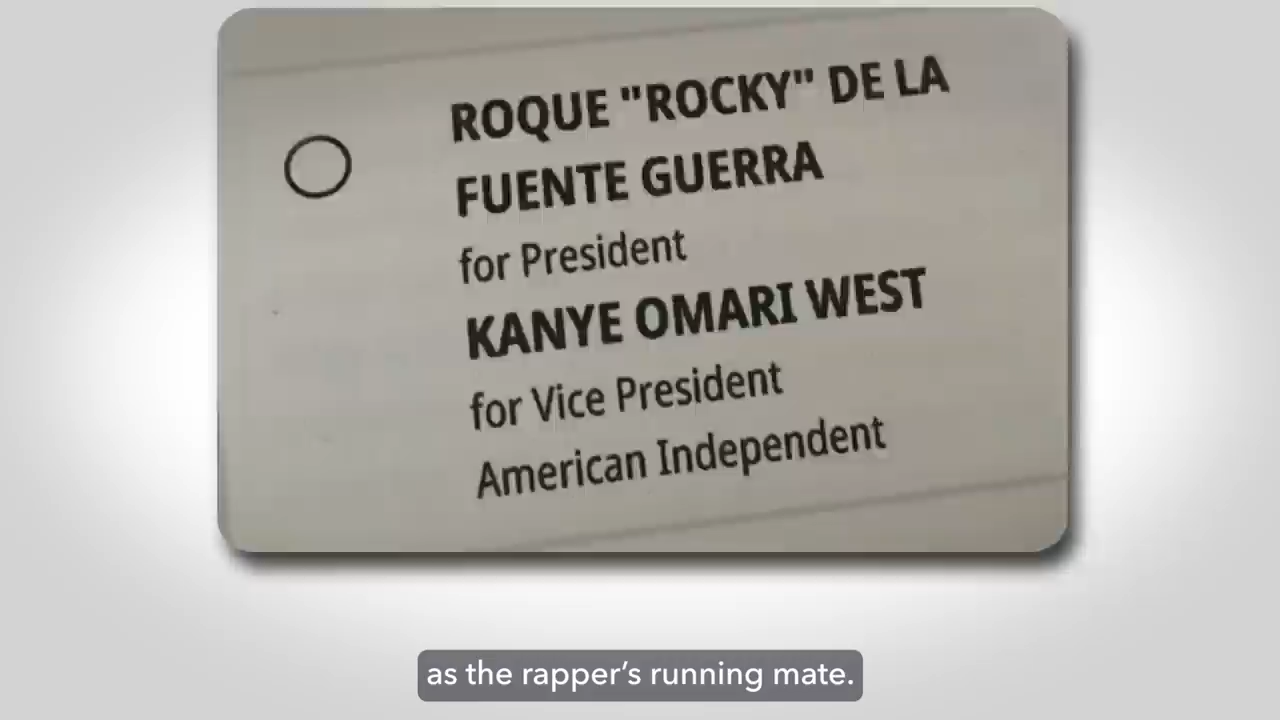 ROQUE "ROCKY" DE LA
FUENTE GUERRA
for President
KANYE OMARI WEST
for Vice President
American Independent
as the rapper's running mate.